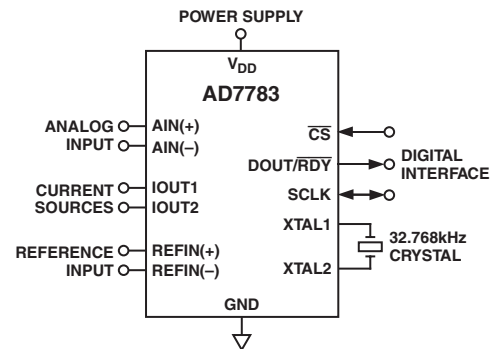 POWER SUPPLY
VDD
AD7783
ANALOG
INPUT
AIN(+)
AIN(–)
CURRENT
SOURCES
IOUT1
IOUT2
REFERENCE
INPUT
REFIN(+)
REFIN(–)
CS
DOUT/RDY
SCLK
DIGITAL
INTERFACE
XTAL1
XTAL2
32.768kHz
CRYSTAL
GND